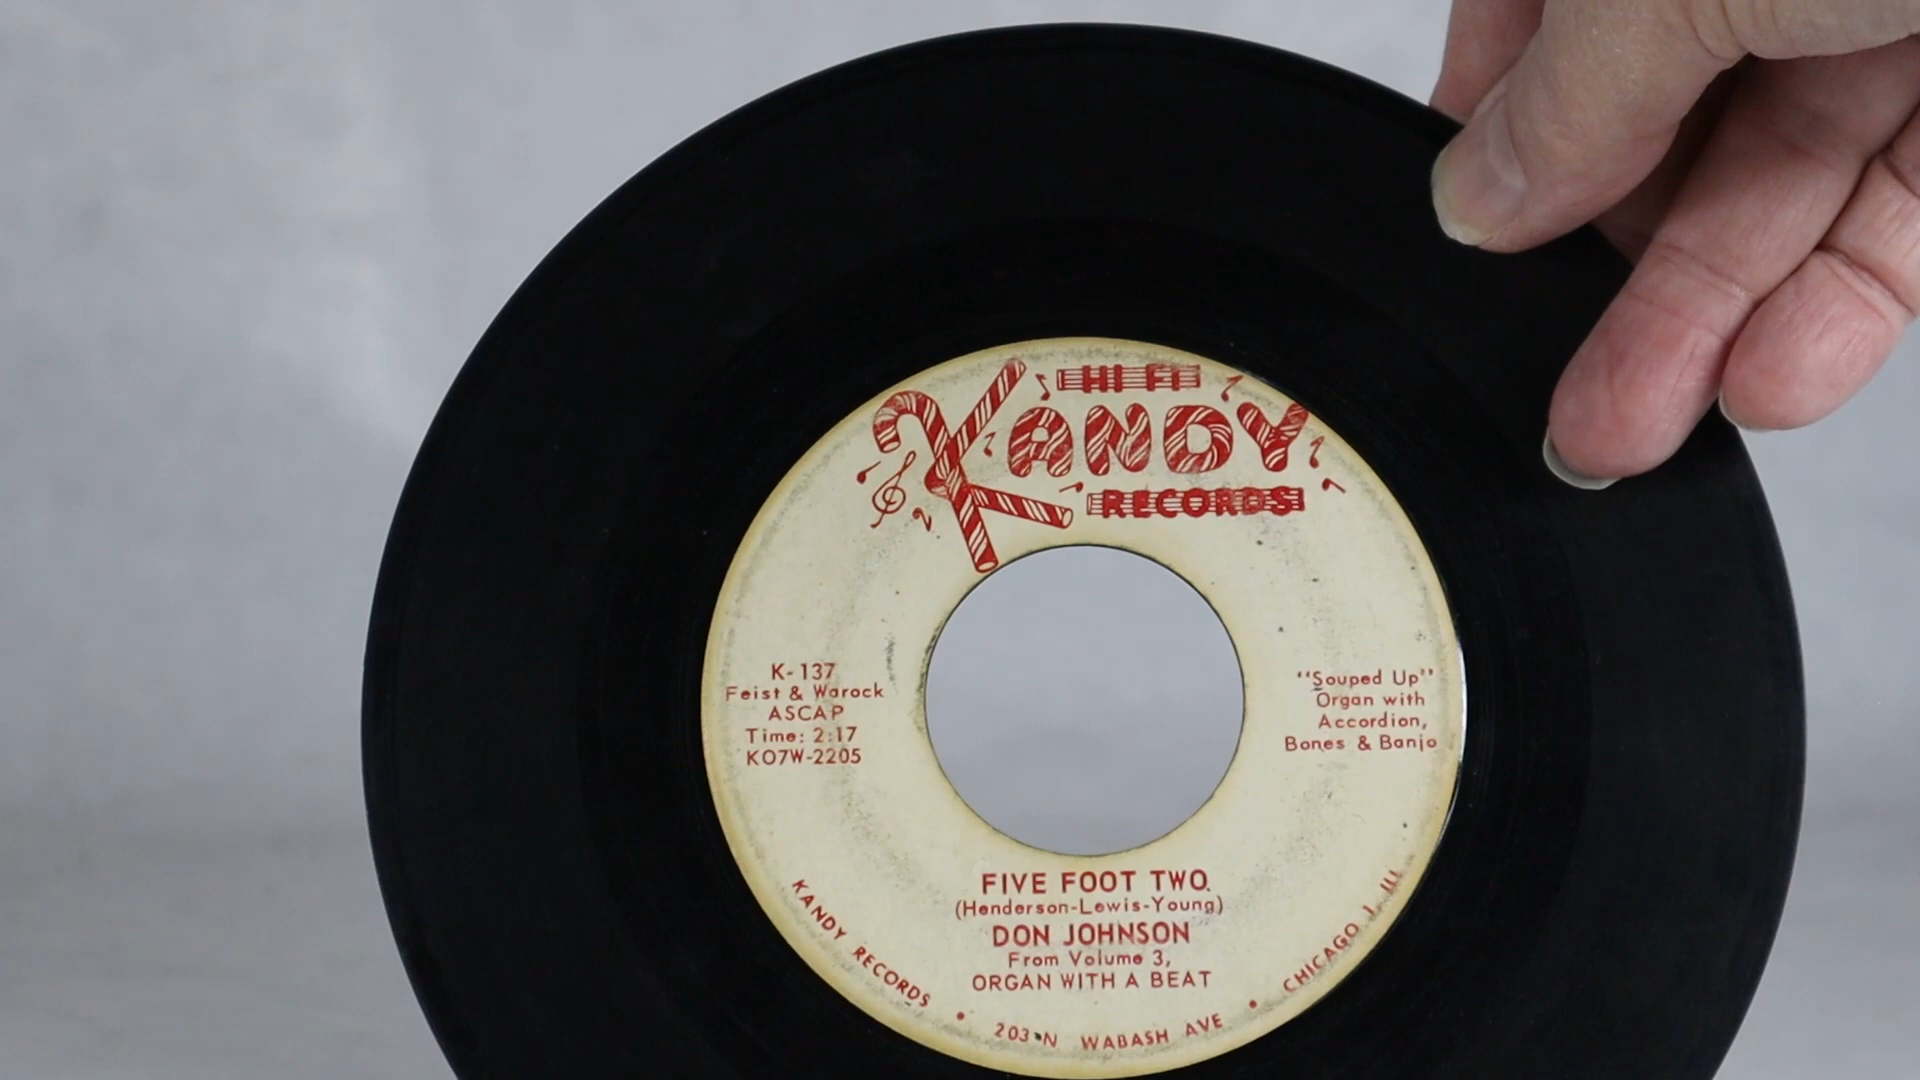 HI FI
KANDY
RECORDS
K-137
Feist & Warock
ASCAP
Time: 2:17
KO7W-2205
"Souped Up"
Organ with
Accordion,
Bones & Banjo
FIVE FOOT TWO
(Henderson-Lewis-Young)
DON JOHNSON
From Volume 3,
ORGAN WITH A BEAT
KANDY RECORDS • 203 N WABASH AVE • CHICAGO 1 ILL